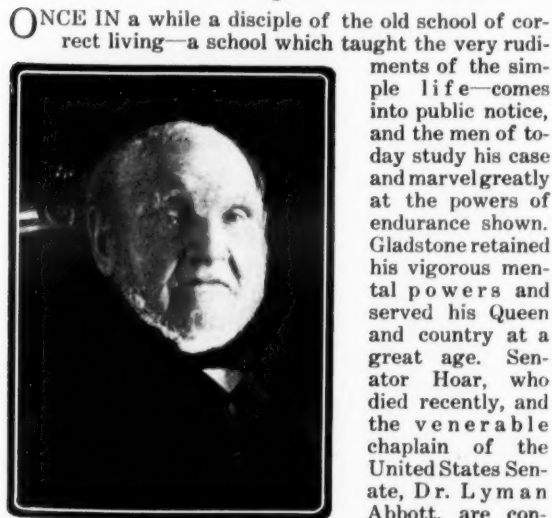 ONCE IN a while a disciple of the old school of cor-
rect living—a school which taught the very rudi-
ments of the sim-
ple life—comes
into public notice,
and the men of to-
day study his case
and marvel greatly
at the powers of
endurance shown.
Gladstone retained
his vigorous men-
tal powers and
served his Queen
and country at a
great age. Sen-
ator Hoar, who
died recently, and
the venerable
chaplain of the
United States Sen-
ate, Dr. Lyman
Abbott, are con-